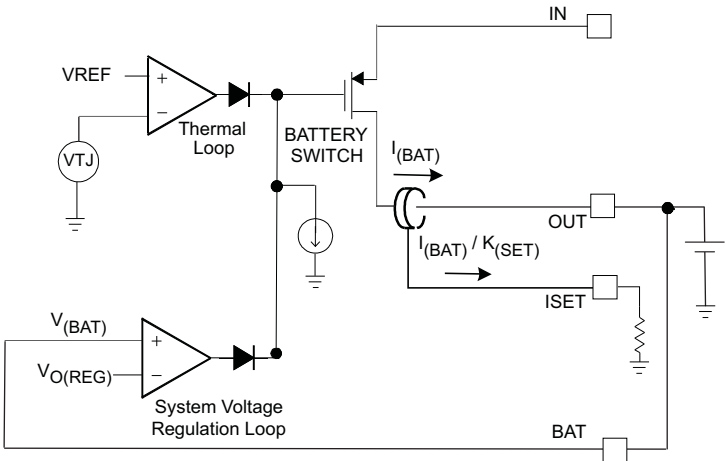 IN
VREF
+
−
Thermal
Loop
BATTERY
SWITCH
VTJ
I(BAT)
OUT
I(BAT) / K(SET)
ISET
V(BAT)
+
VO(REG)
−
System Voltage
Regulation Loop
BAT